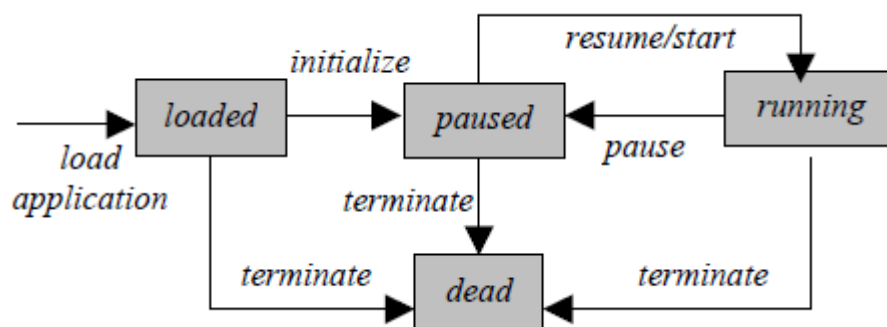 resume/start
initialize
loaded
paused
running
load
application
pause
terminate
terminate
dead
terminate